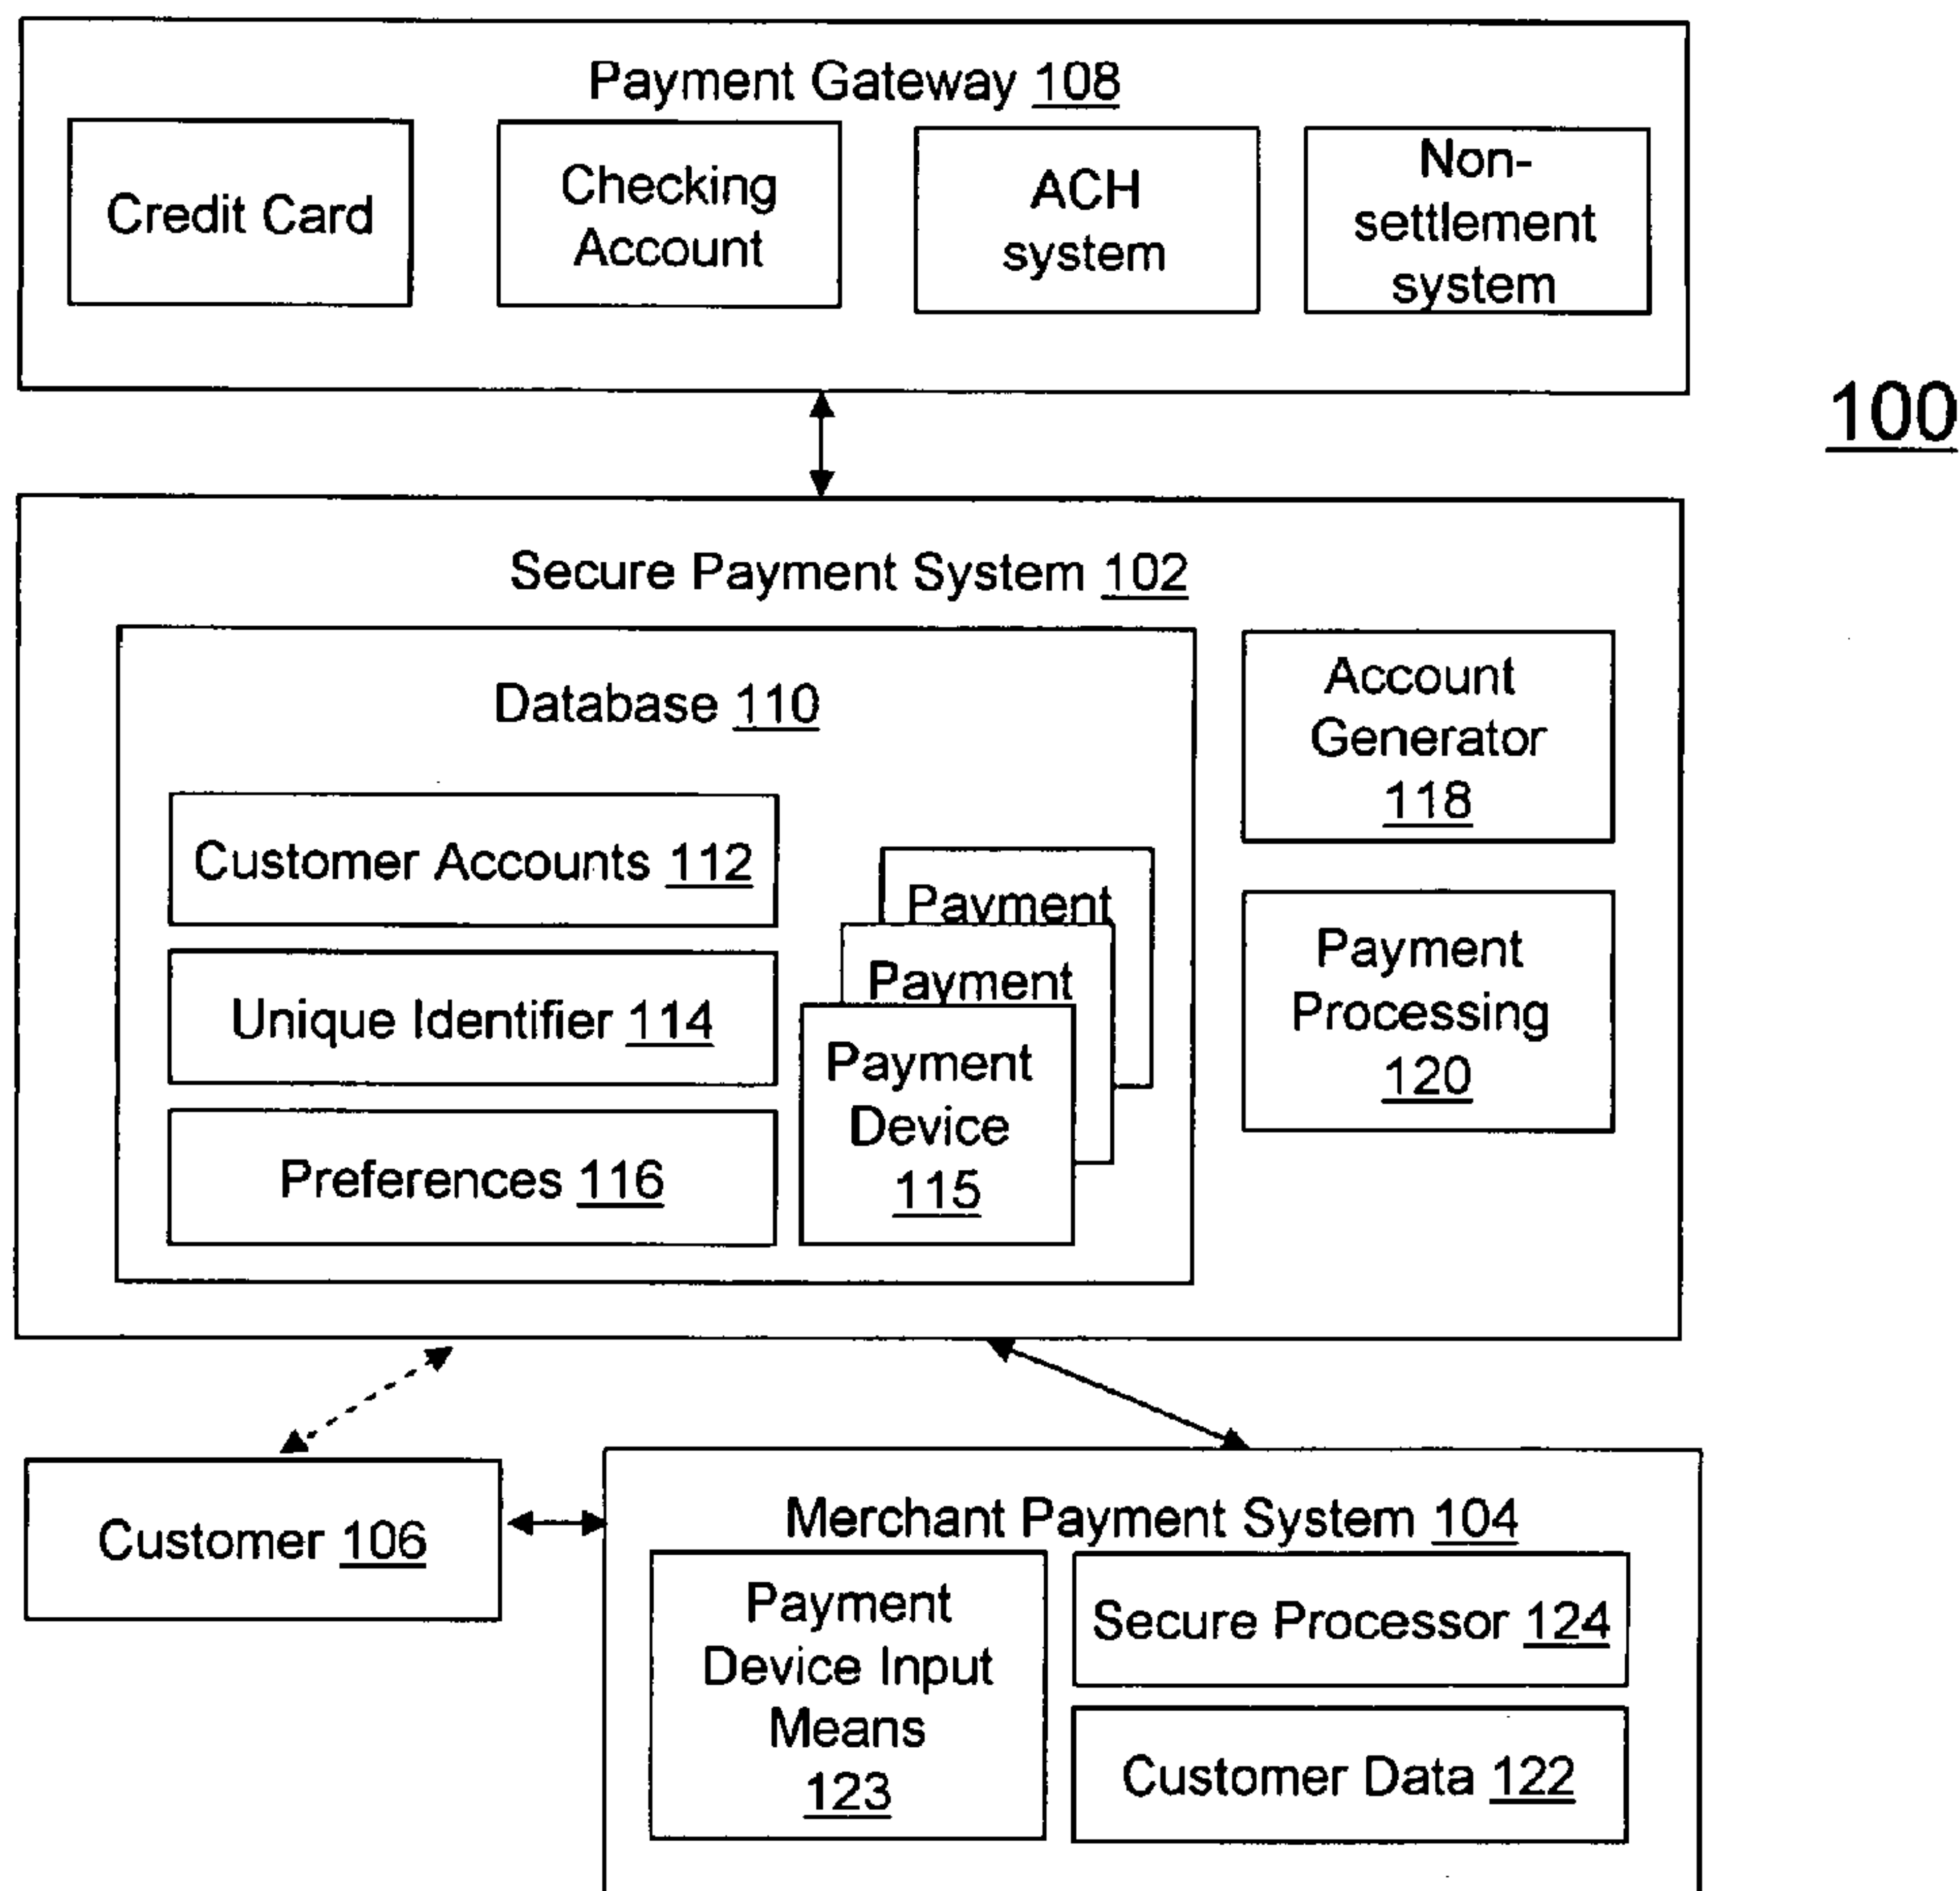 Payment Gateway 108
Credit Card
Checking
Account
ACH
system
Non-
settlement
system
100
Secure Payment System 102
Database 110
Customer Accounts 112
Unique Identifier 114
Preferences 116
Payment
Payment
Payment
Device
115
Account
Generator
118
Payment
Processing
120
Customer 106
Merchant Payment System 104
Payment
Device Input
Means
123
Secure Processor 124
Customer Data 122